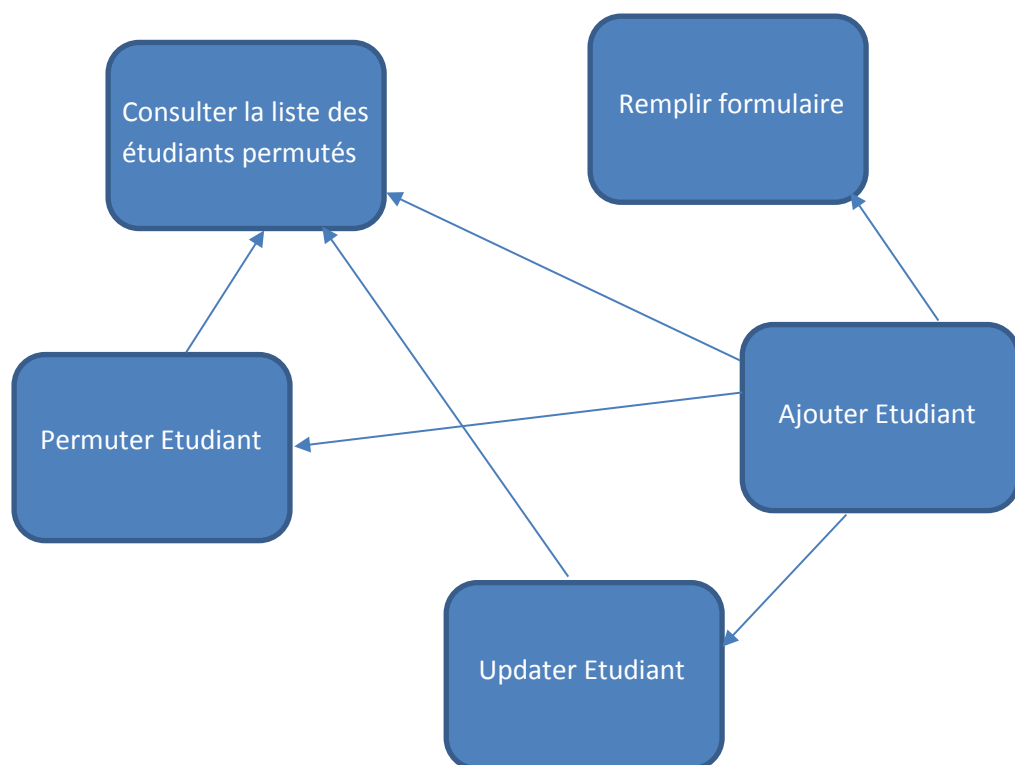 Consulter la liste des
étudiants permutés
Remplir formulaire
Permuter Etudiant
Ajouter Etudiant
Updater Etudiant